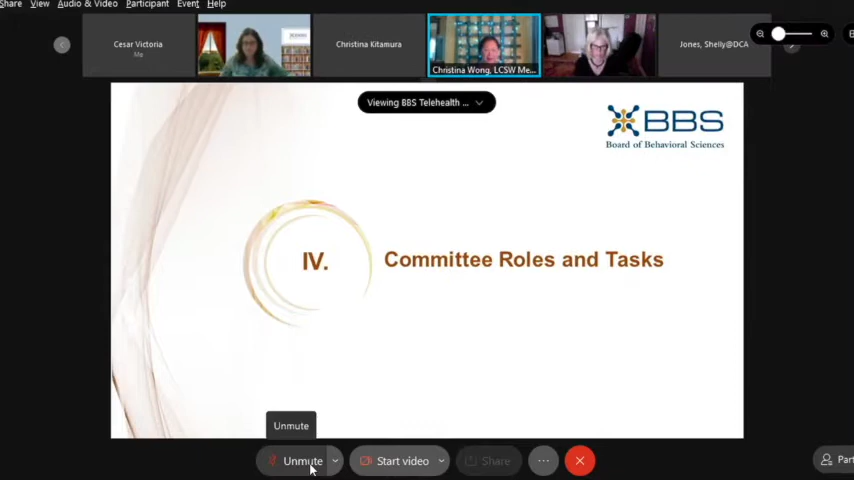 Share View Audio & Video Participant Event Help
Cesar Victoria
Me
Christina Kitamura
Christina Wong, LCSW Me...
Jones, Shelly@DCA
Viewing BBS Telehealth ...
BBS
Board of Behavioral Sciences
IV. Committee Roles and Tasks
Unmute
Unmute
Start video
Share
Part